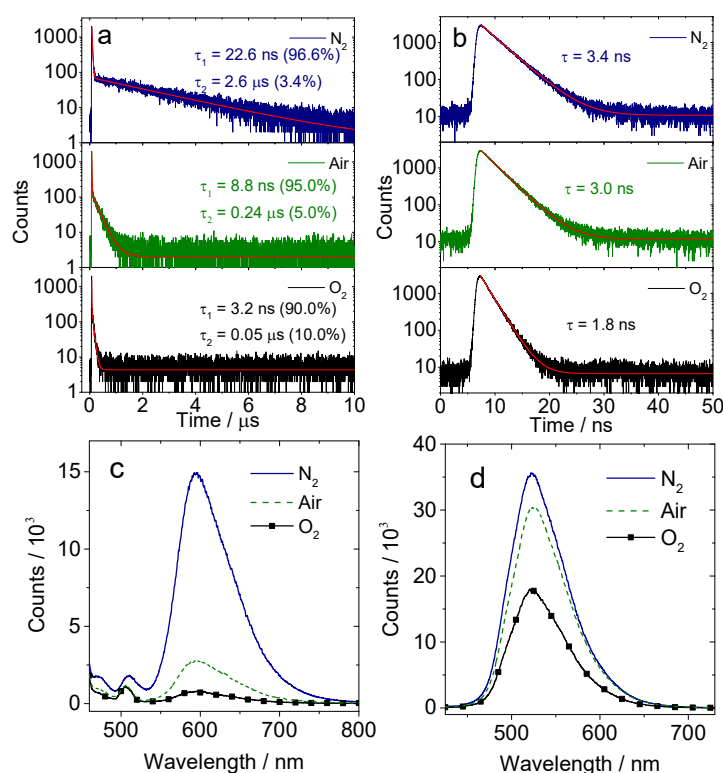 a
N₂
τ₁ = 22.6 ns (96.6%)
τ₂ = 2.6 μs (3.4%)
1000
100
10
1
Air
τ₁ = 8.8 ns (95.0%)
τ₂ = 0.24 μs (5.0%)
1000
100
10
1
Counts
O₂
τ₁ = 3.2 ns (90.0%)
τ₂ = 0.05 μs (10.0%)
1000
100
10
1
0 2 4 6 8 10
Time / μs
b
N₂
τ = 3.4 ns
1000
100
10
Air
τ = 3.0 ns
1000
100
10
Counts
O₂
τ = 1.8 ns
1000
100
10
0 10 20 30 40 50
Time / ns
c
N₂
Air
O₂
15
10
5
0
Counts / 10³
500 600 700 800
Wavelength / nm
d
N₂
Air
O₂
40
30
20
10
0
Counts / 10³
500 600 700
Wavelength / nm